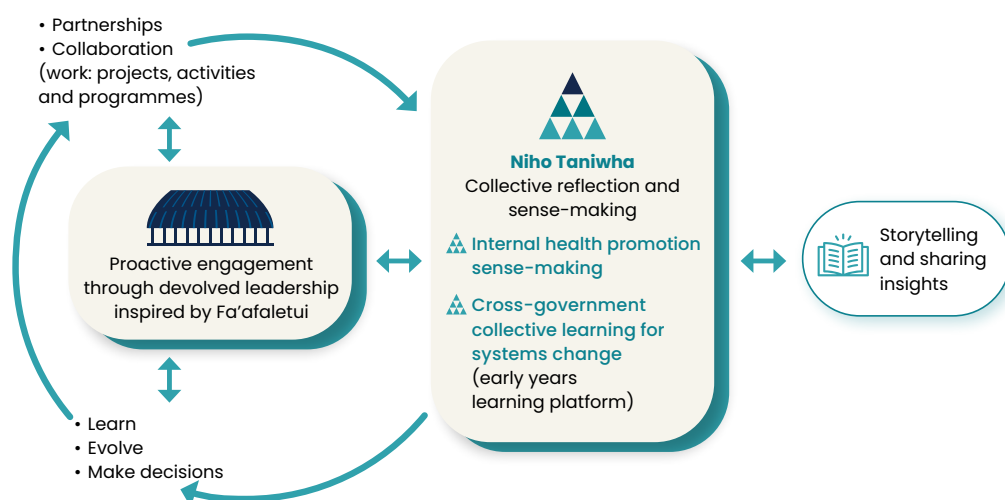 • Partnerships
• Collaboration
(work: projects, activities
and programmes)
Proactive engagement
through devolved leadership
inspired by Fa’afaletui
• Learn
• Evolve
• Make decisions
Niho Taniwha
Collective reflection and
sense-making
Internal health promotion
sense-making
Cross-government
collective learning for
systems change
(early years
learning platform)
Storytelling
and sharing
insights